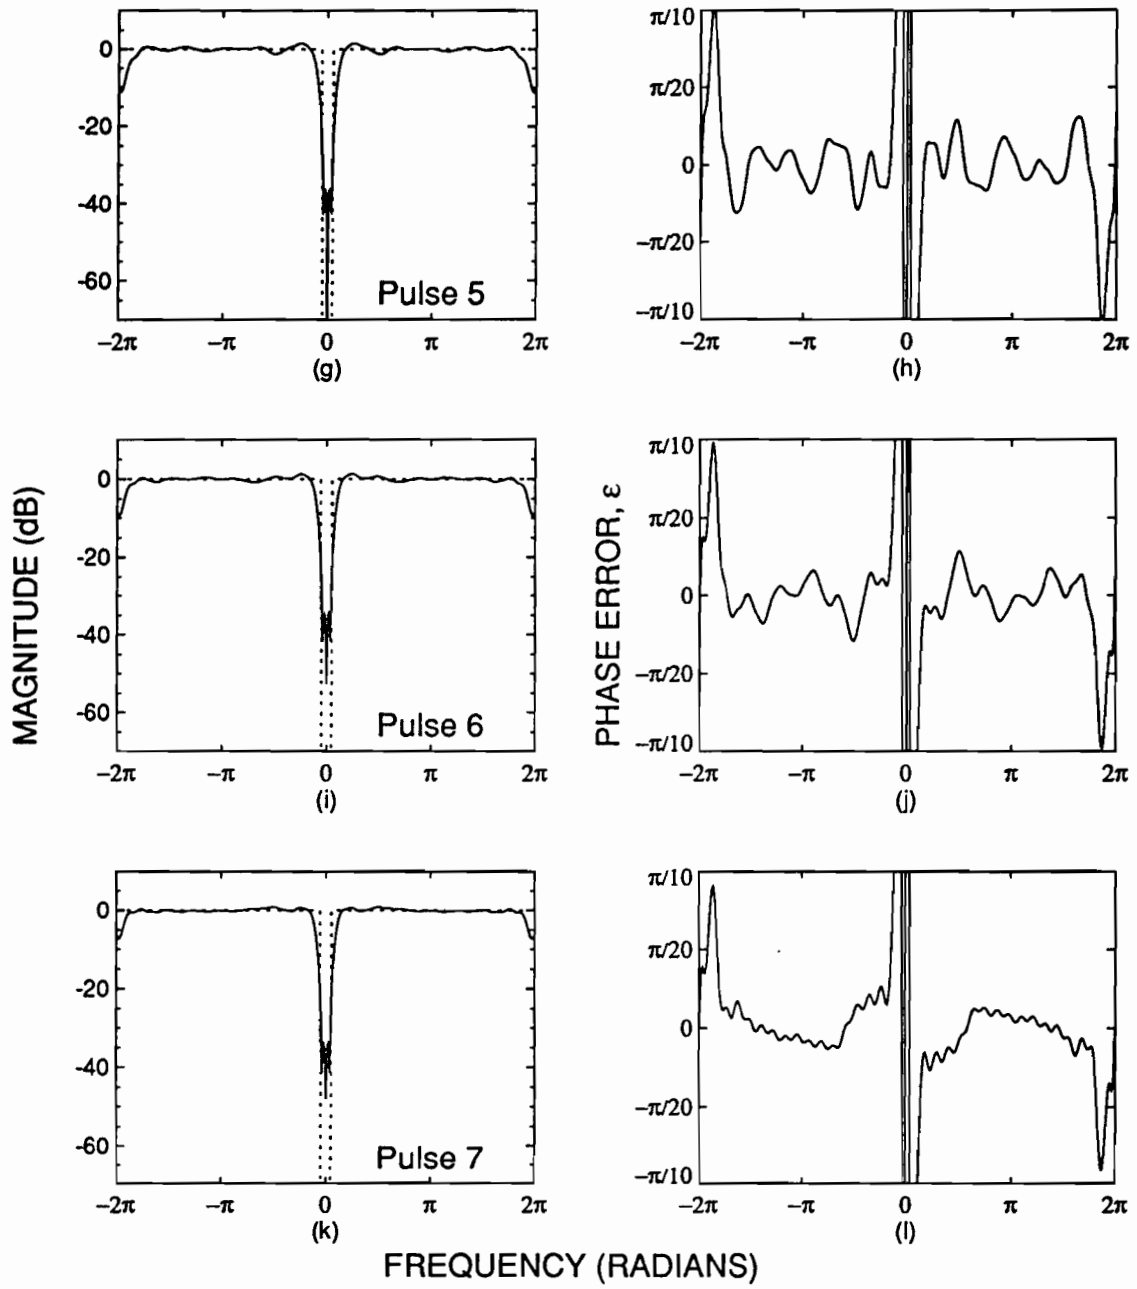 0
-20
-40
-60
Pulse 5
−2π −π 0 π 2π
(g)
π/10
π/20
0
−π/20
−π/10
−2π −π 0 π 2π
(h)
MAGNITUDE (dB)
0
-20
-40
-60
Pulse 6
−2π −π 0 π 2π
(i)
PHASE ERROR, ε
π/10
π/20
0
−π/20
−π/10
−2π −π 0 π 2π
(j)
0
-20
-40
-60
Pulse 7
−2π −π 0 π 2π
(k)
π/10
π/20
0
−π/20
−π/10
−2π −π 0 π 2π
(l)
FREQUENCY (RADIANS)